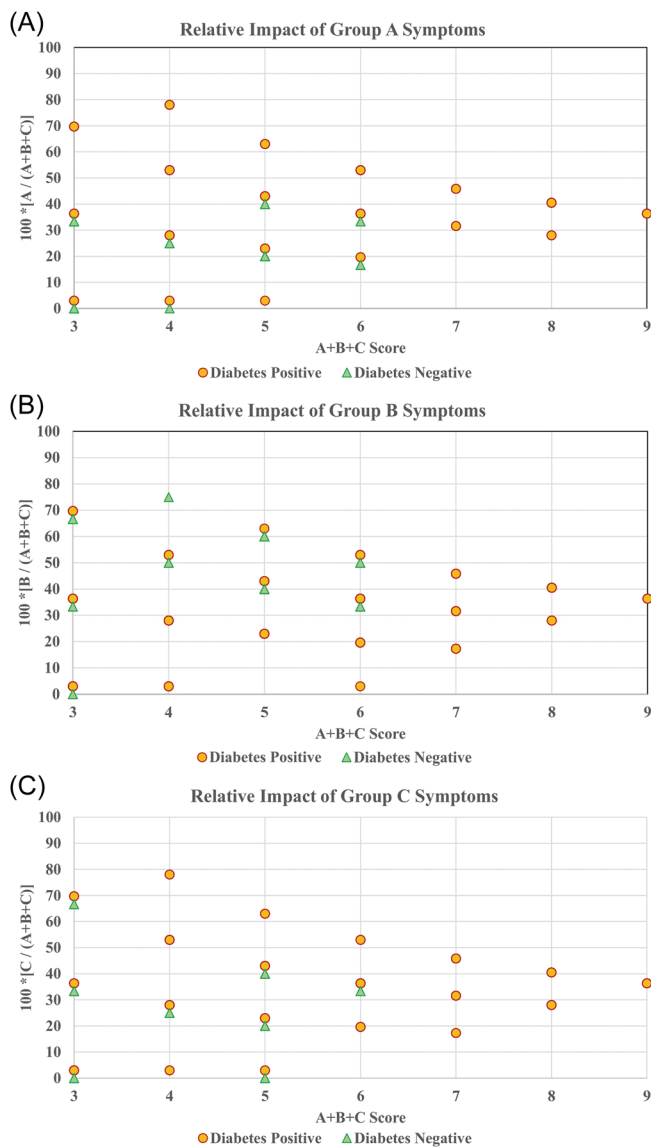 (A)
Relative Impact of Group A Symptoms
100 *[A / (A+B+C)]
100
90
80
70
60
50
40
30
20
10
0
3 4 5 6 7 8 9
A+B+C Score
Diabetes Positive Diabetes Negative
(B)
Relative Impact of Group B Symptoms
100 *[B / (A+B+C)]
100
90
80
70
60
50
40
30
20
10
0
3 4 5 6 7 8 9
A+B+C Score
Diabetes Positive Diabetes Negative
(C)
Relative Impact of Group C Symptoms
100 *[C / (A+B+C)]
100
90
80
70
60
50
40
30
20
10
0
3 4 5 6 7 8 9
A+B+C Score
Diabetes Positive Diabetes Negative